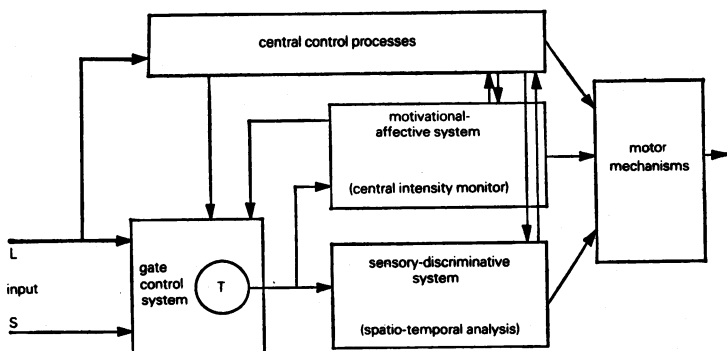 central control processes
motivational-
affective system
(central intensity monitor)
motor
mechanisms
L
input
S
gate
control
system
T
sensory-discriminative
system
(spatio-temporal analysis)